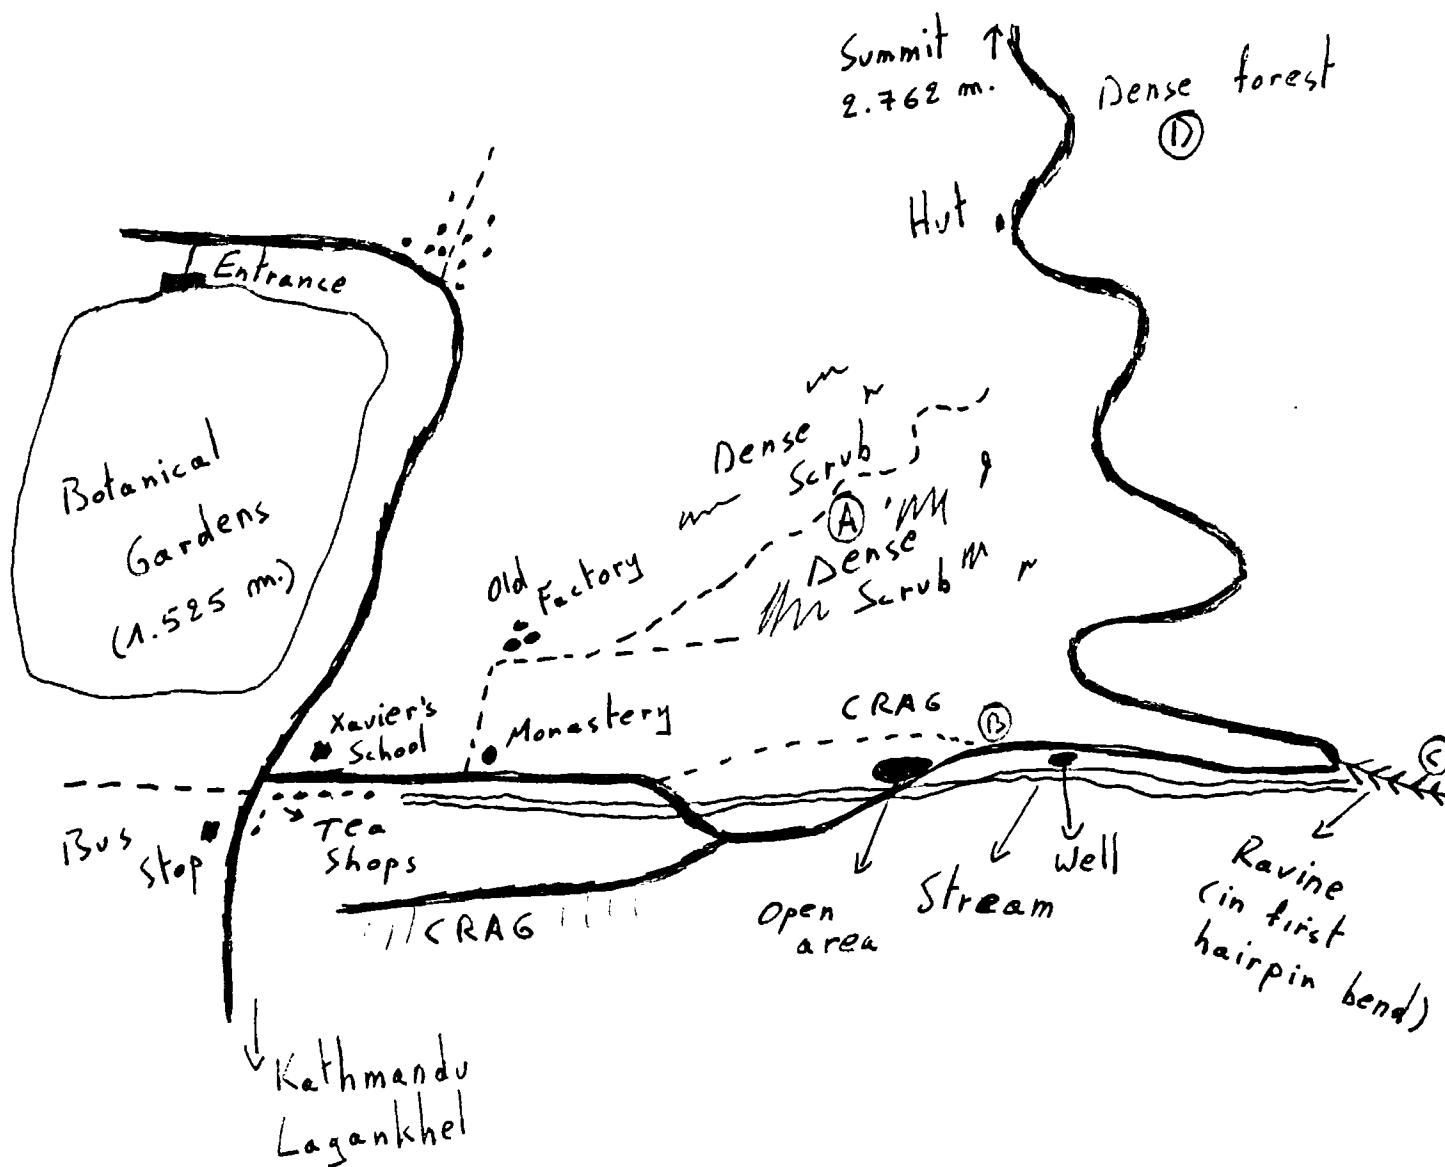 Summit ↑
2.762 m.
Dense forest
D
Hut
Entrance
Botanical
Gardens
(1.525 m.)
Dense
Scrub
A
Dense
Scrub
Old
Factory
Xavier's
School
Monastery
CRAG
B
C
Bus
Stop
Tea
Shops
CRAG
Open
area
Stream
Well
Ravine
(in first
hairpin bend)
Kathmandu
Lagankhel